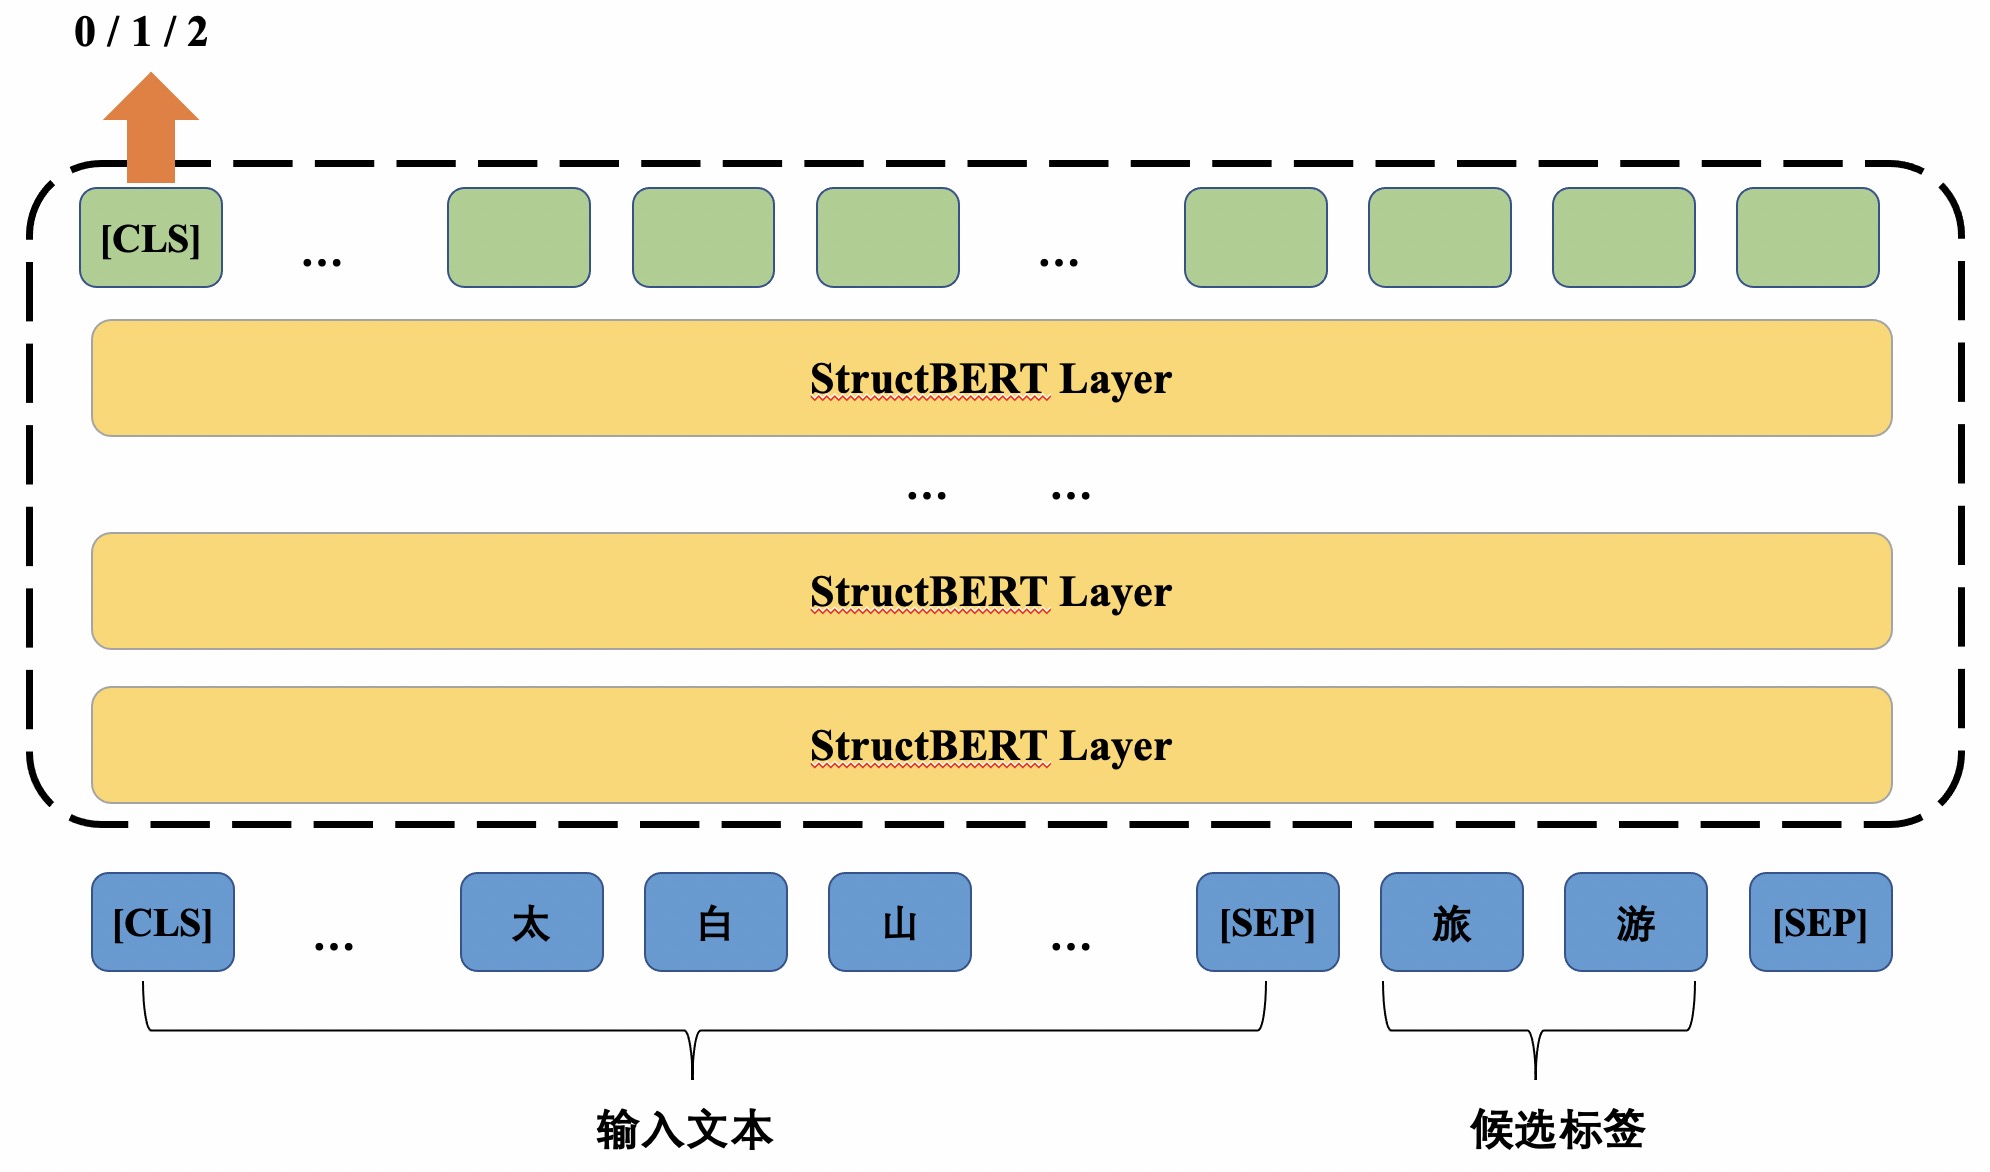 0 / 1 / 2
[CLS] ... ...
StructBERT Layer
... ...
StructBERT Layer
StructBERT Layer
[CLS] ... 太 白 山 ... [SEP] 旅 游 [SEP]
输入文本 候选标签